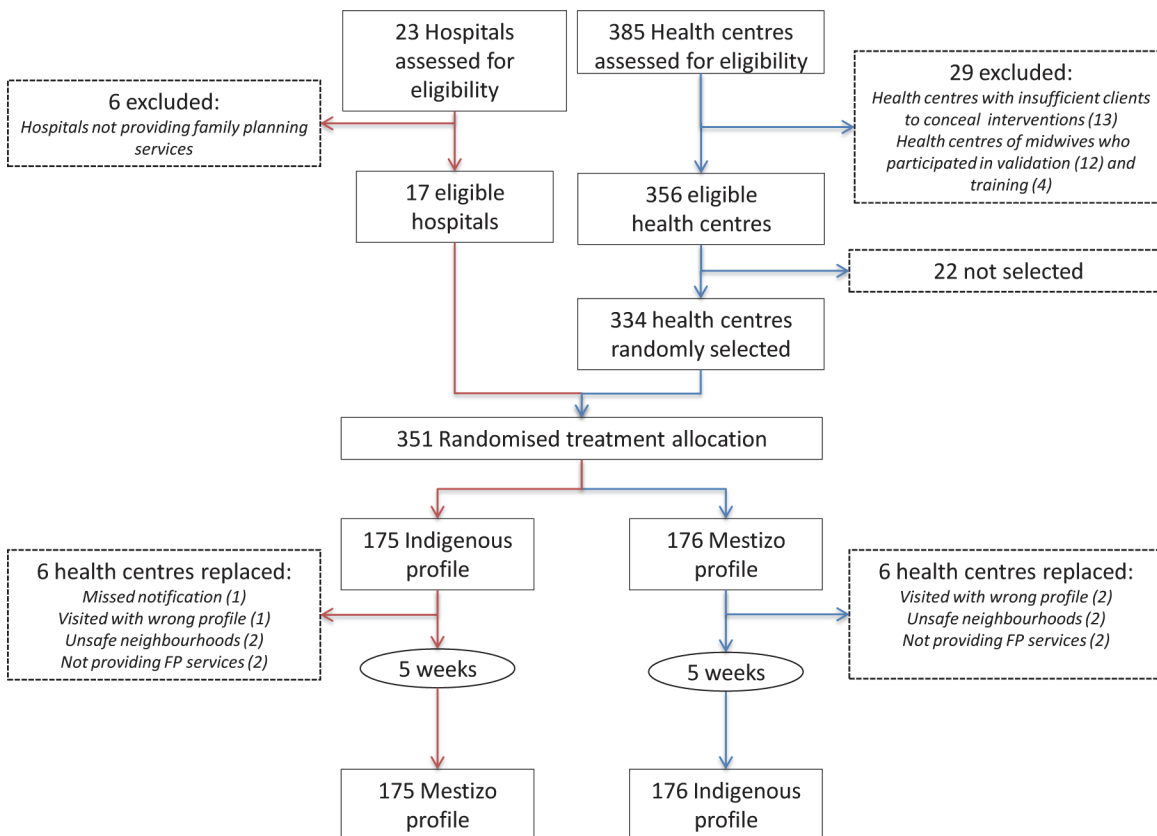 23 Hospitals
assessed for
eligibility
385 Health centres
assessed for eligibility
6 excluded:
Hospitals not providing family planning
services
29 excluded:
Health centres with insufficient clients
to conceal interventions (13)
Health centres of midwives who
participated in validation (12) and
training (4)
17 eligible
hospitals
356 eligible
health centres
22 not selected
334 health centres
randomly selected
351 Randomised treatment allocation
175 Indigenous
profile
176 Mestizo
profile
6 health centres replaced:
Missed notification (1)
Visited with wrong profile (1)
Unsafe neighbourhoods (2)
Not providing FP services (2)
6 health centres replaced:
Visited with wrong profile (2)
Unsafe neighbourhoods (2)
Not providing FP services (2)
5 weeks
5 weeks
175 Mestizo
profile
176 Indigenous
profile